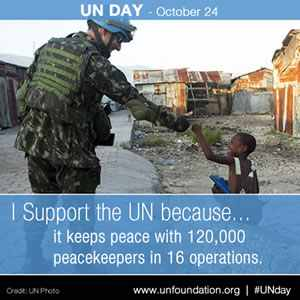 UN DAY - October 24
I Support the UN because...
it keeps peace with 120,000
peacekeepers in 16 operations.
Credit: UN Photo
www.unfoundation.org | #UNday